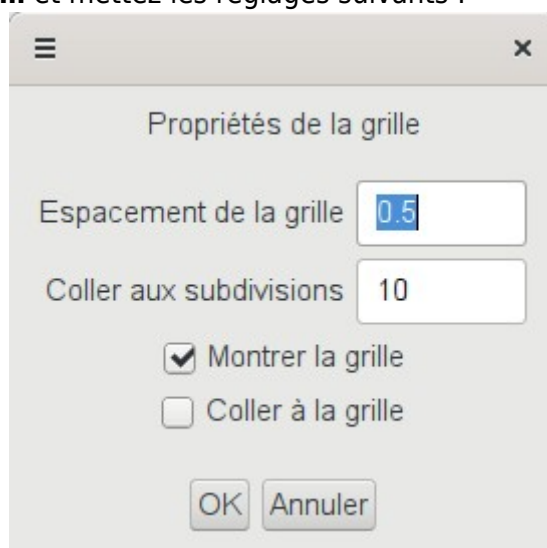 ... et mettez les réglages suivants :
Propriétés de la grille
Espacement de la grille 0.5
Coller aux subdivisions 10
Montrer la grille
Coller à la grille
OK Annuler